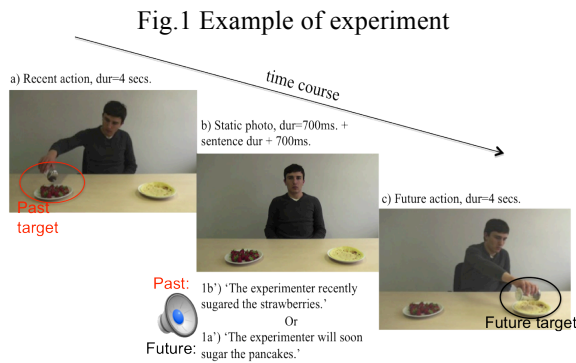 Fig.1 Example of experiment
time course
a) Recent action, dur=4 secs.
Past
target
b) Static photo, dur=700ms. +
sentence dur + 700ms.
c) Future action, dur=4 secs.
Future target
Past:
1b') 'The experimenter recently
sugared the strawberries.'
Or
Future:
1a') 'The experimenter will soon
sugar the pancakes.'